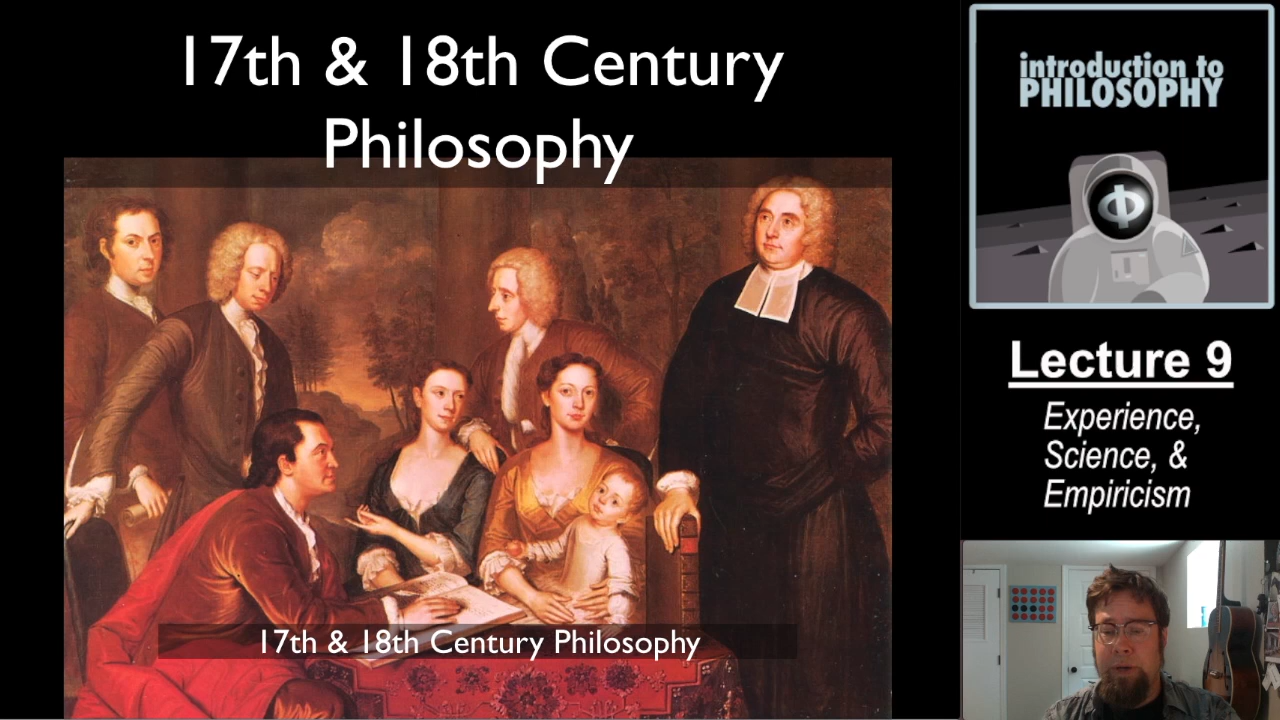 17th & 18th Century
Philosophy
17th & 18th Century Philosophy
introduction to
PHILOSOPHY
Φ
Lecture 9
Experience,
Science, &
Empiricism